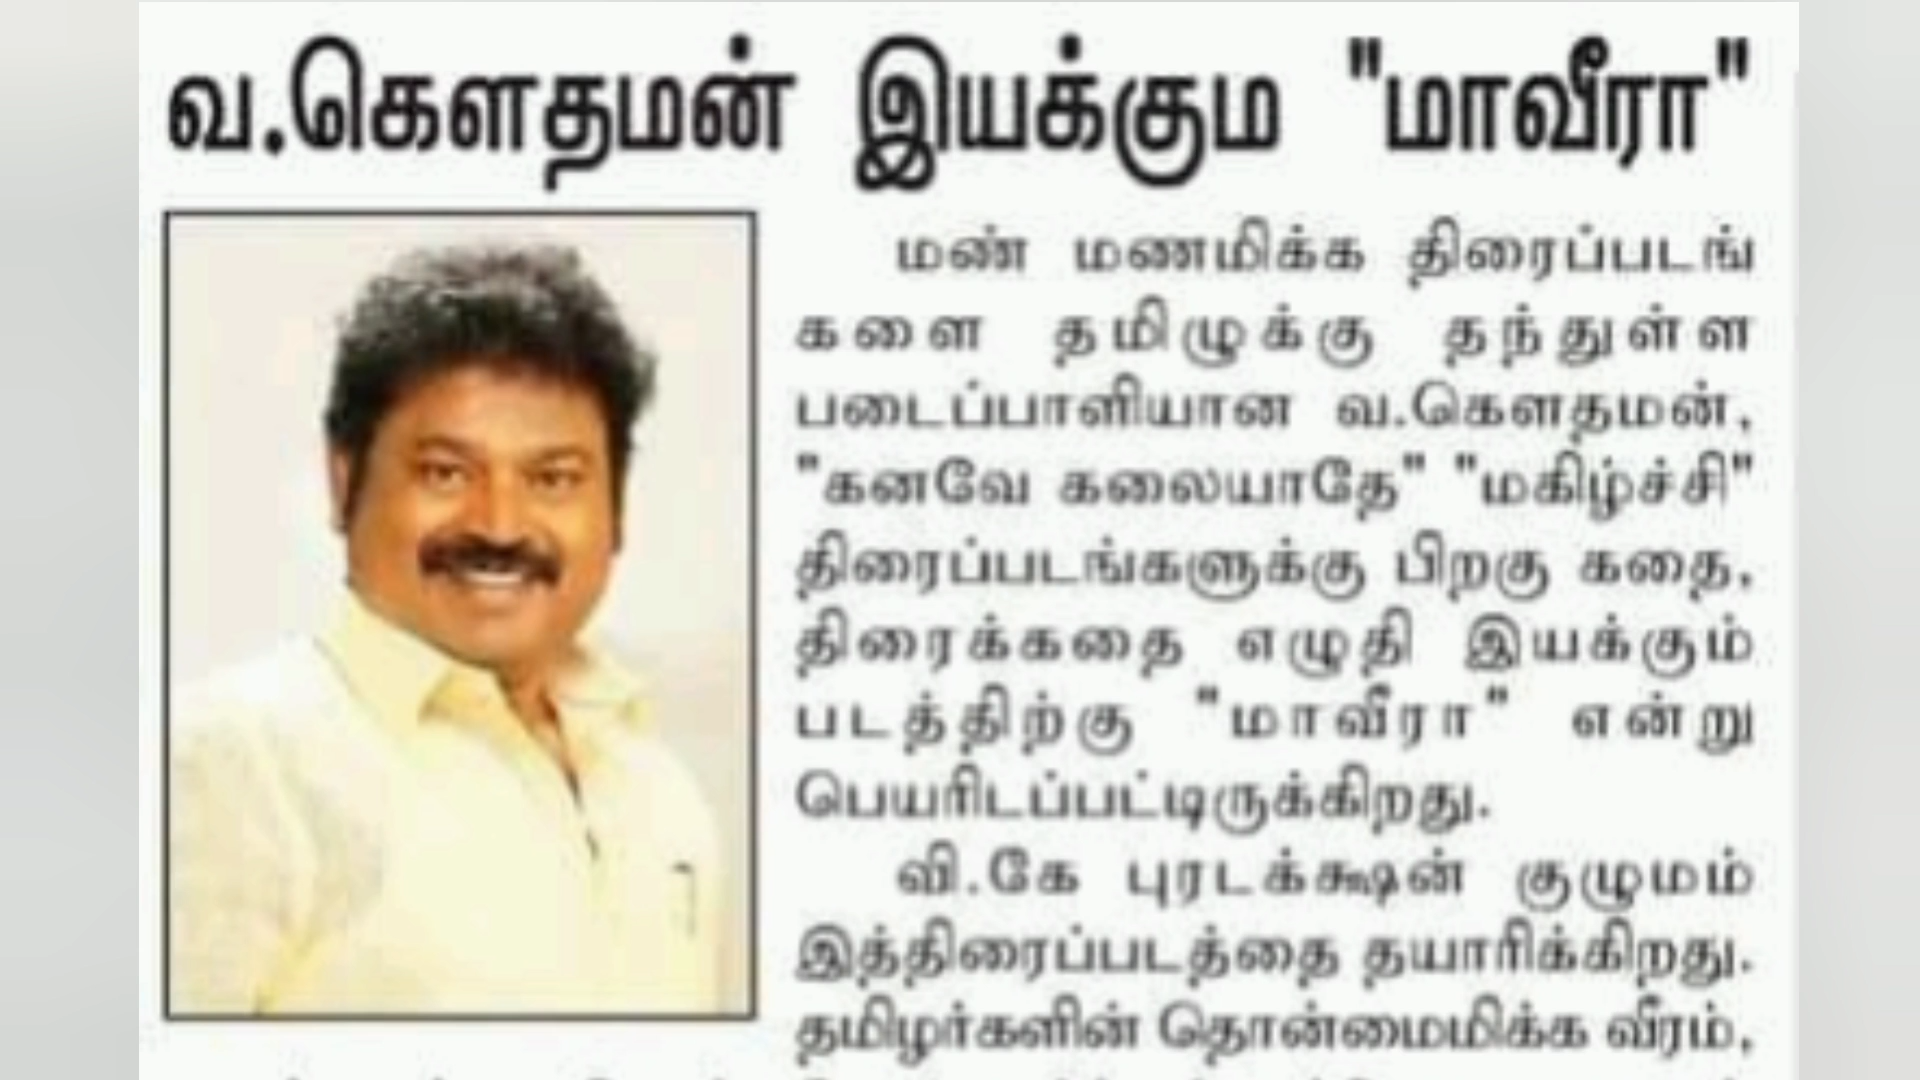 வ.கௌதமன் இயக்கும "மாவீரா"
மண் மணமிக்க திரைப்படங்
களை தமிழுக்கு தந்துள்ள
படைப்பாளியான வ.கௌதமன்,
"கனவே கலையாதே" "மகிழ்ச்சி"
திரைப்படங்களுக்கு பிறகு கதை,
திரைக்கதை எழுதி இயக்கும்
படத்திற்கு "மாவீரா" என்று
பெயரிடப்பட்டிருக்கிறது.
வி.கே புரடக்க்ஷன் குழுமம்
இத்திரைப்படத்தை தயாரிக்கிறது.
தமிழர்களின் தொன்மைமிக்க வீரம்,